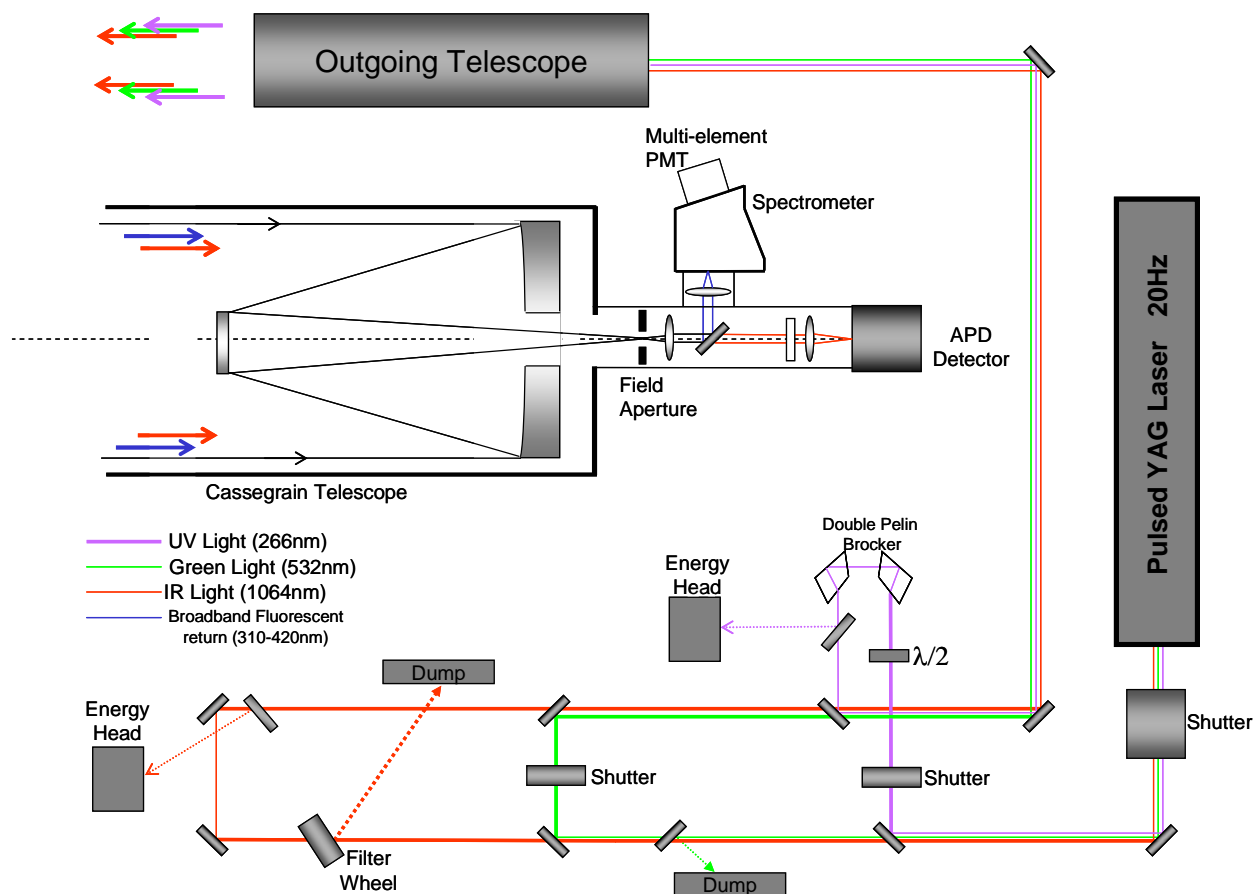 Outgoing Telescope
Multi-element
PMT
Spectrometer
Field
Aperture
APD
Detector
Pulsed YAG Laser 20Hz
Cassegrain Telescope
UV Light (266nm)
Green Light (532nm)
IR Light (1064nm)
Broadband Fluorescent
return (310-420nm)
Double Pelin
Brocker
Energy
Head
λ/2
Dump
Energy
Head
Shutter
Shutter
Shutter
Filter
Wheel
Dump